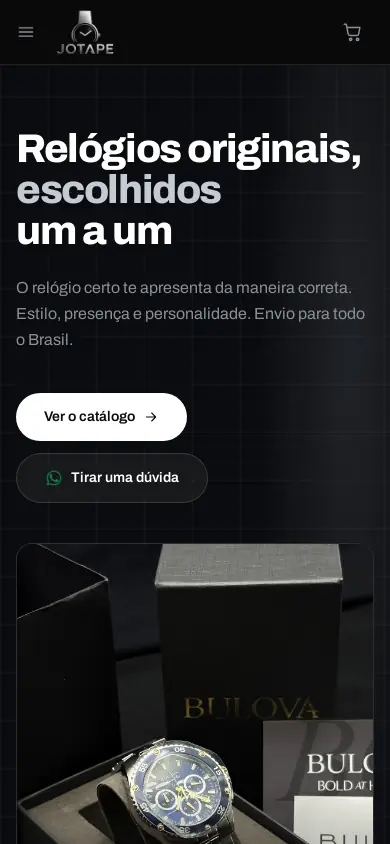 JOTAPE
Relógios originais,
escolhidos
um a um
O relógio certo te apresenta da maneira correta.
Estilo, presença e personalidade. Envio para todo
o Brasil.
Ver o catálogo →
Tirar uma dúvida
BULOVA
BULO
BOLD AT H